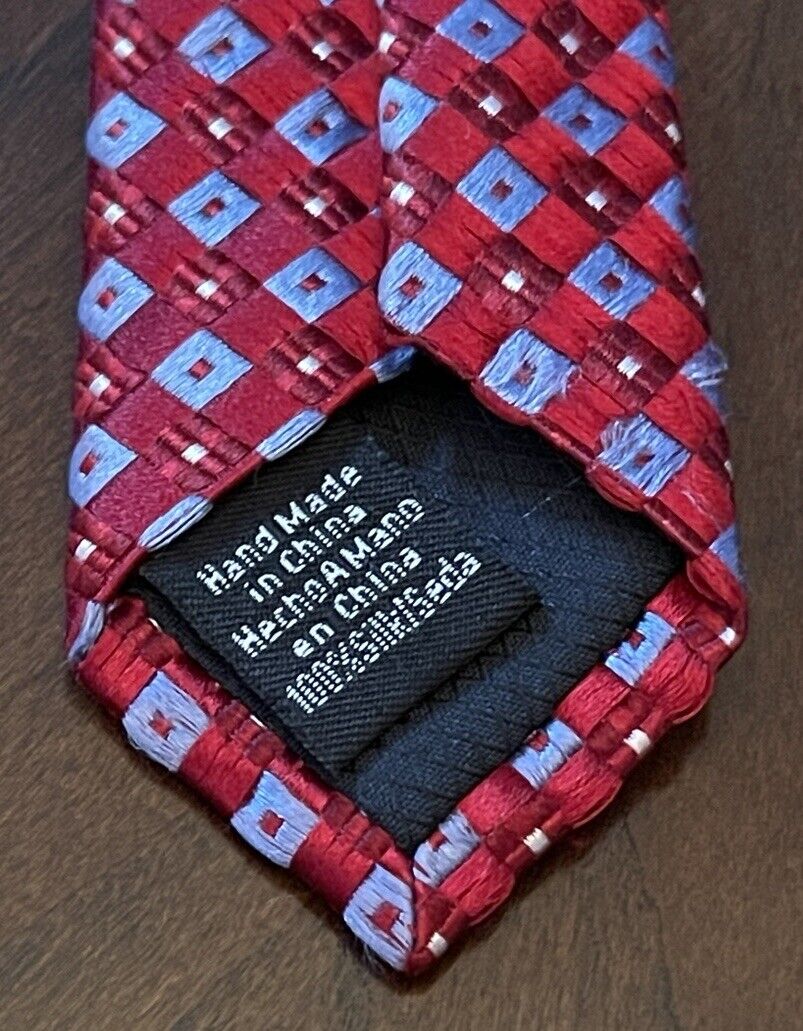 Hand Made
in China
Hecho A Mano
en China
100% Silk/Seda